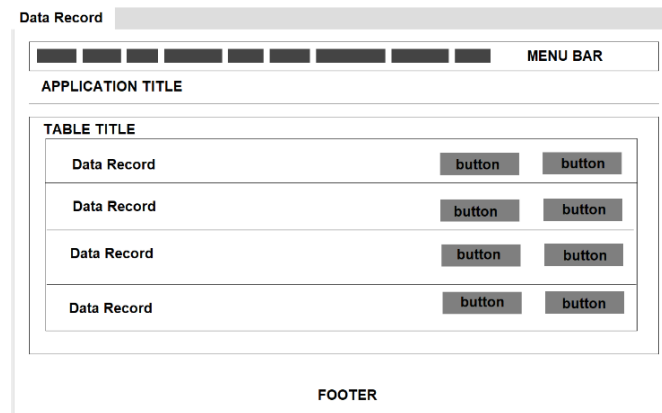 Data Record
MENU BAR
APPLICATION TITLE
TABLE TITLE
Data Record button button
Data Record button button
Data Record button button
Data Record button button
FOOTER